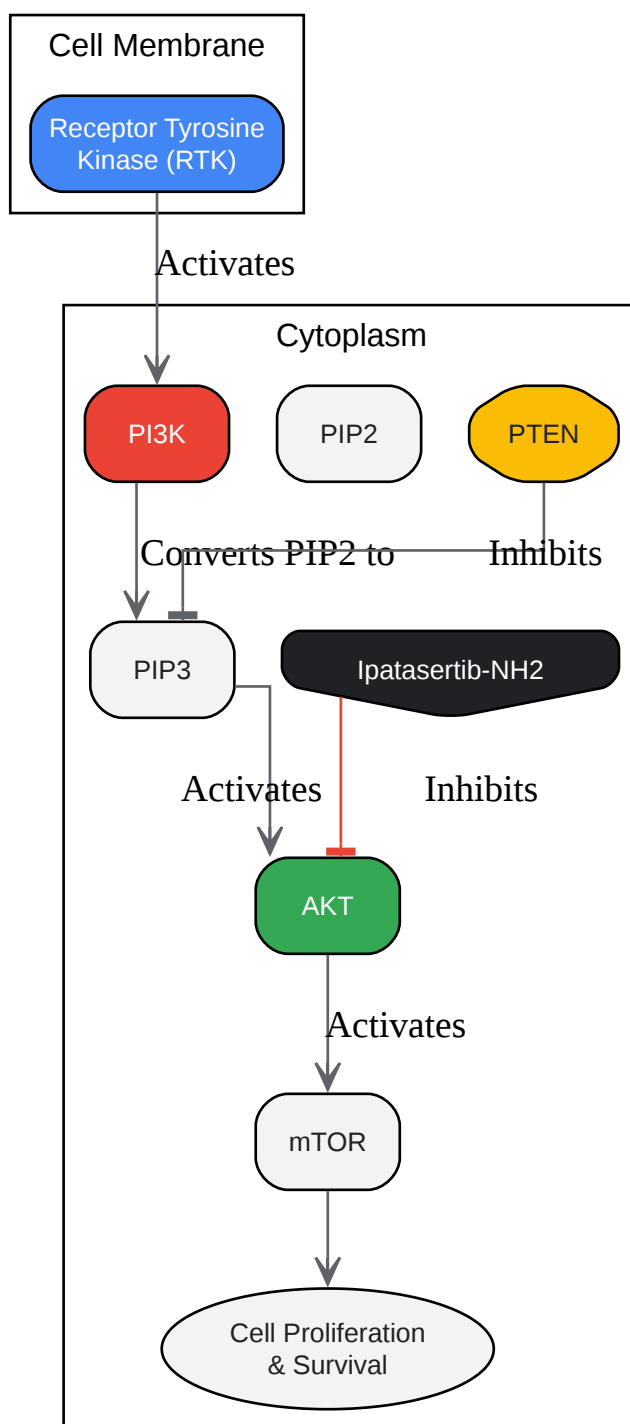 Cell Membrane
Receptor Tyrosine
Kinase (RTK)
Activates
Cytoplasm
PI3K
PIP2
PTEN
Converts PIP2 to
Inhibits
PIP3
Ipatasertib-NH2
Activates
Inhibits
AKT
Activates
mTOR
Cell Proliferation
& Survival